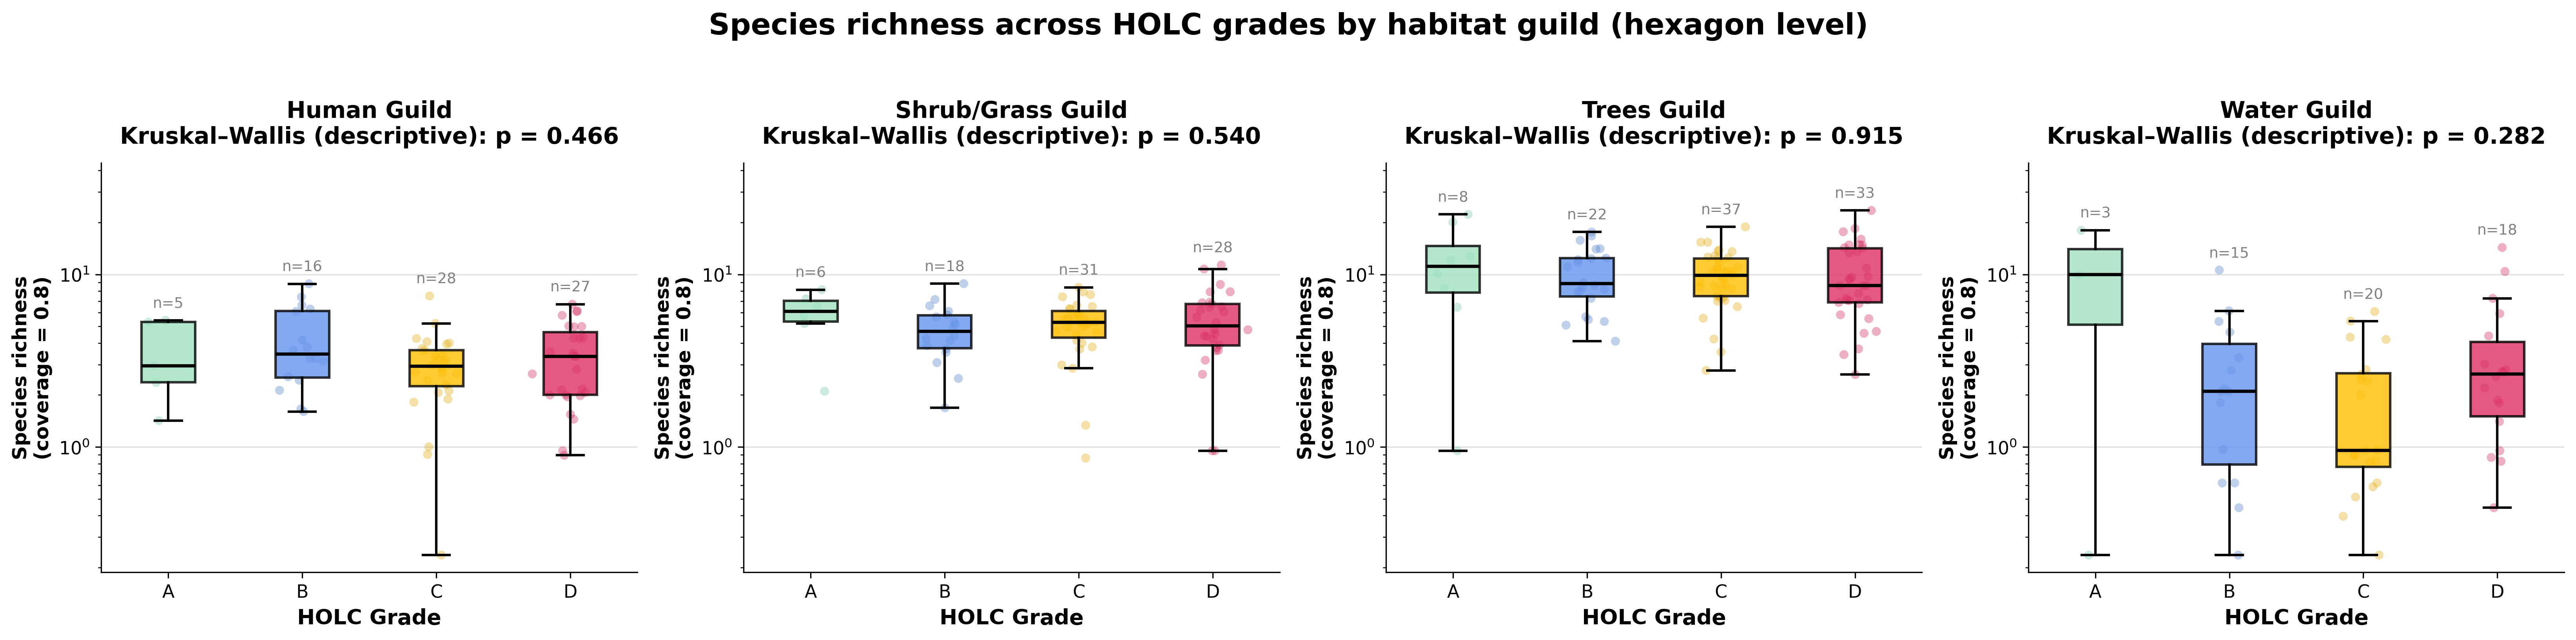 Species richness across HOLC grades by habitat guild (hexagon level)
Human Guild
Kruskal–Wallis (descriptive): p = 0.466
Species richness
(coverage = 0.8)
10¹
10⁰
n=5
n=16
n=28
n=27
A
B
C
D
HOLC Grade
Shrub/Grass Guild
Kruskal–Wallis (descriptive): p = 0.540
Species richness
(coverage = 0.8)
10¹
10⁰
n=6
n=18
n=31
n=28
A
B
C
D
HOLC Grade
Trees Guild
Kruskal–Wallis (descriptive): p = 0.915
Species richness
(coverage = 0.8)
10¹
10⁰
n=8
n=22
n=37
n=33
A
B
C
D
HOLC Grade
Water Guild
Kruskal–Wallis (descriptive): p = 0.282
Species richness
(coverage = 0.8)
10¹
10⁰
n=3
n=15
n=20
n=18
A
B
C
D
HOLC Grade